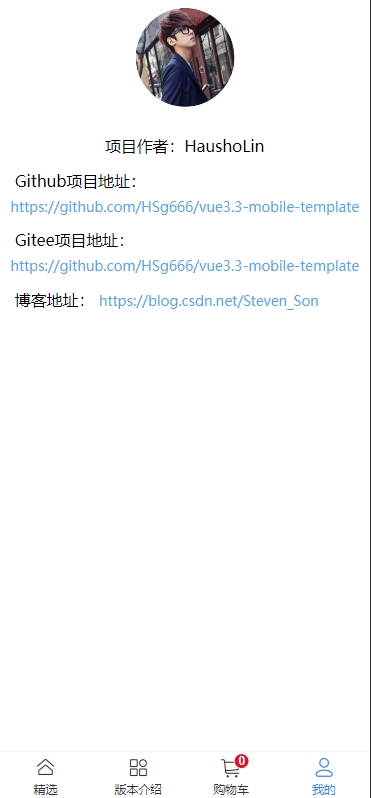 项目作者：HaushoLin
Github项目地址：
https://github.com/HSg666/vue3.3-mobile-template
Gitee项目地址：
https://github.com/HSg666/vue3.3-mobile-template
博客地址： https://blog.csdn.net/Steven_Son
0
精选 版本介绍 购物车 我的